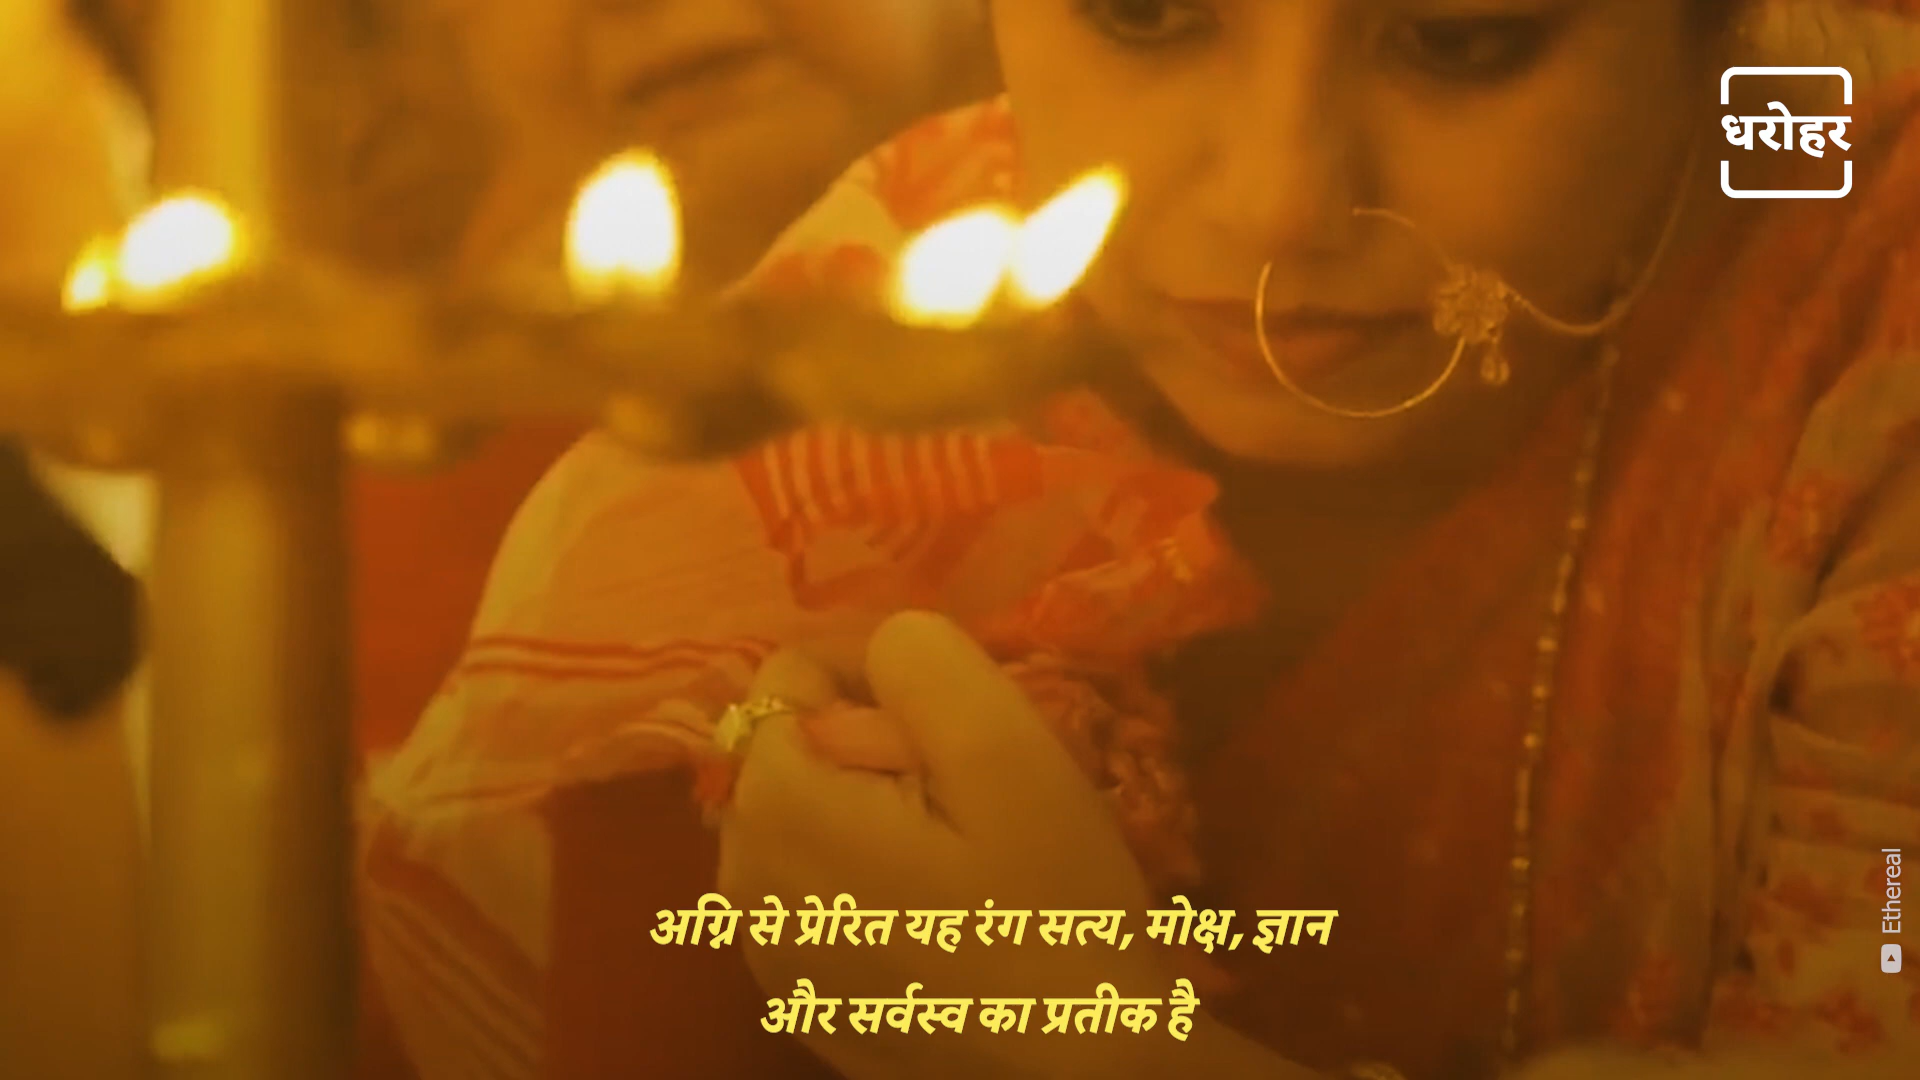 धरोहर
अग्नि से प्रेरित यह रंग सत्य, मोक्ष, ज्ञान
और सर्वस्व का प्रतीक है
Ethereal